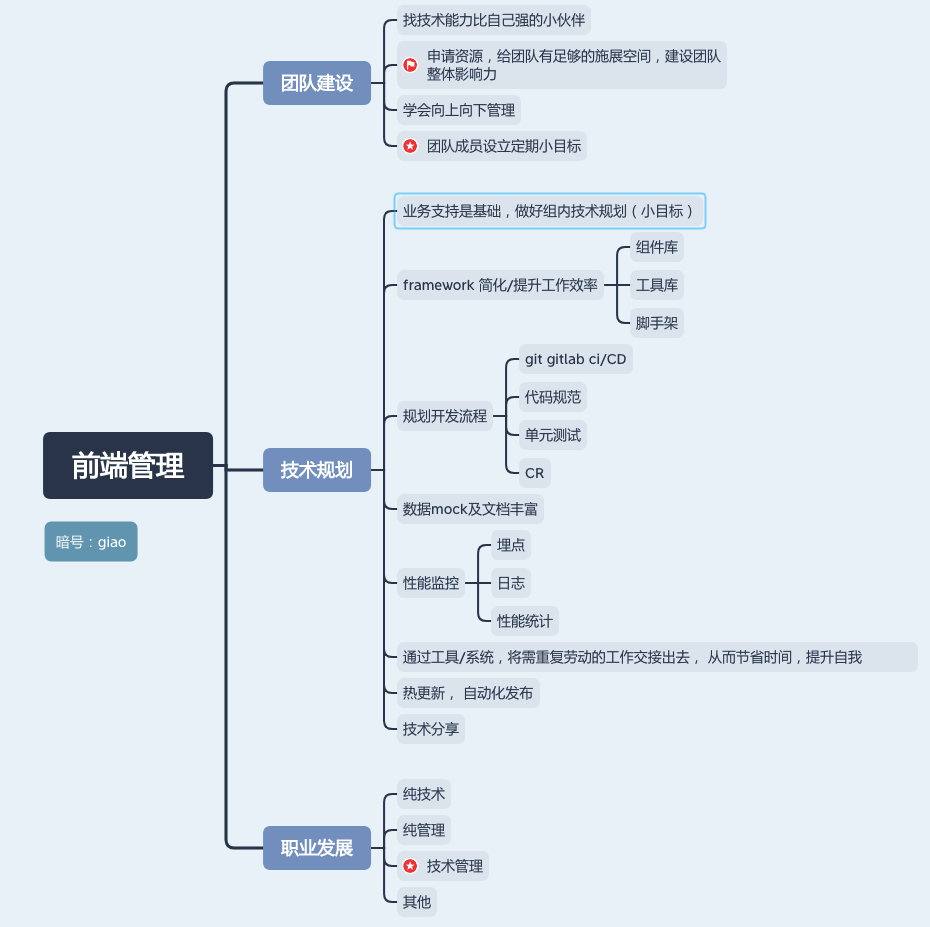 前端管理
暗号：giao
团队建设
找技术能力比自己强的小伙伴
申请资源，给团队有足够的施展空间，建设团队
整体影响力
学会向上向下管理
团队成员设立定期小目标
技术规划
业务支持是基础，做好组内技术规划（小目标）
framework 简化/提升工作效率
组件库
工具库
脚手架
规划开发流程
git gitlab ci/CD
代码规范
单元测试
CR
数据mock及文档丰富
性能监控
埋点
日志
性能统计
通过工具/系统，将需重复劳动的工作交接出去， 从而节省时间，提升自我
热更新， 自动化发布
技术分享
职业发展
纯技术
纯管理
技术管理
其他